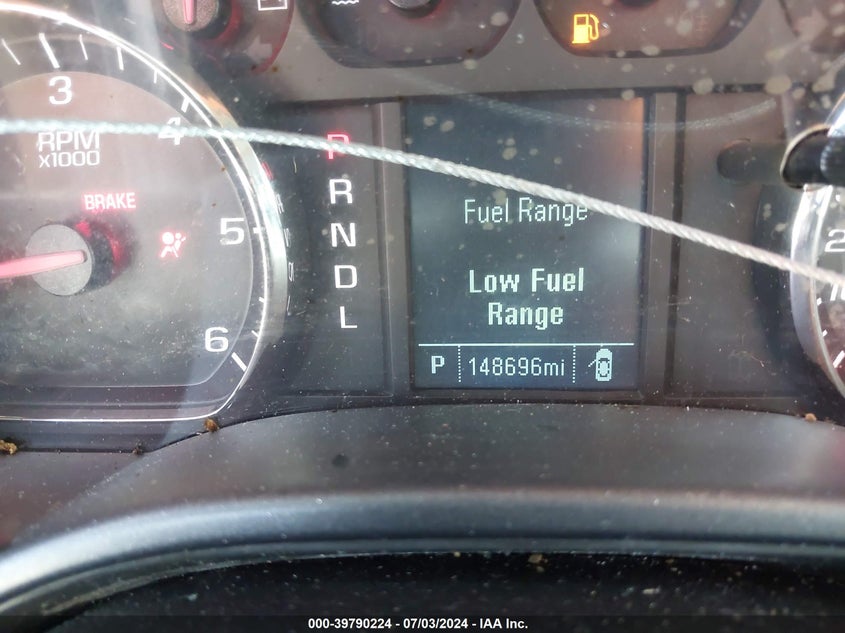 3
4
RPM
x1000
BRAKE
5
6
P
R
N
D
L
Fuel Range
Low Fuel
Range
P 148696mi
2
000-39790224 - 07/03/2024 - IAA Inc.